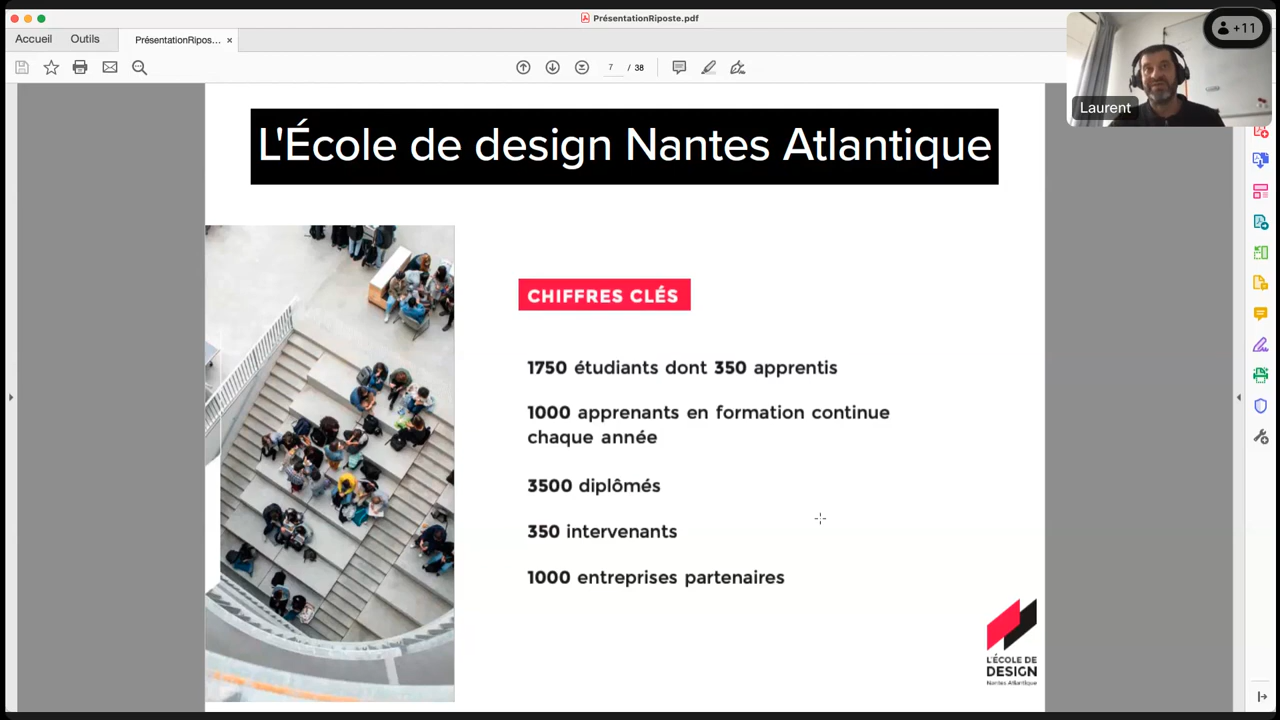 PrésentationRiposte.pdf
Accueil
Outils
PrésentationRipos...
7 / 38
+11
Laurent
L'École de design Nantes Atlantique
CHIFFRES CLÉS
1750 étudiants dont 350 apprentis
1000 apprenants en formation continue
chaque année
3500 diplômés
350 intervenants
1000 entreprises partenaires
L'ÉCOLE DE
DESIGN
Nantes Atlantique